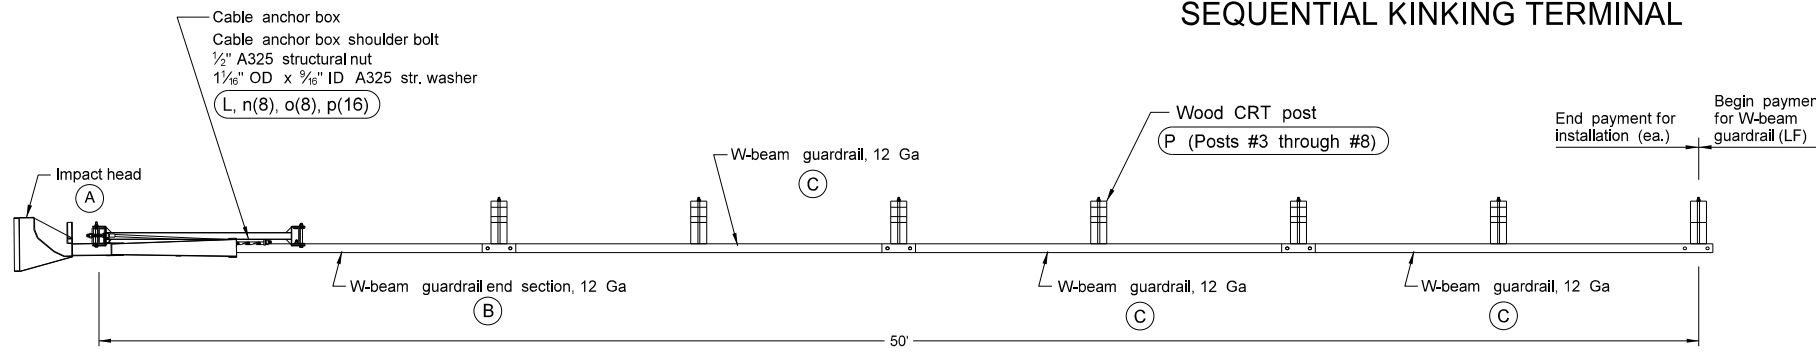 SEQUENTIAL KINKING TERMINAL
Cable anchor box
Cable anchor box shoulder bolt
½" A325 structural nut
1 1/16" OD x 9/16" ID A325 str. washer
L, n(8), o(8), p(16)
Impact head
A
W-beam guardrail, 12 Ga
C
Wood CRT post
P (Posts #3 through #8)
End payment for
installation (ea.)
Begin paymen
for W-beam
guardrail (LF)
W-beam guardrail end section, 12 Ga
B
W-beam guardrail, 12 Ga
C
W-beam guardrail, 12 Ga
C
50'